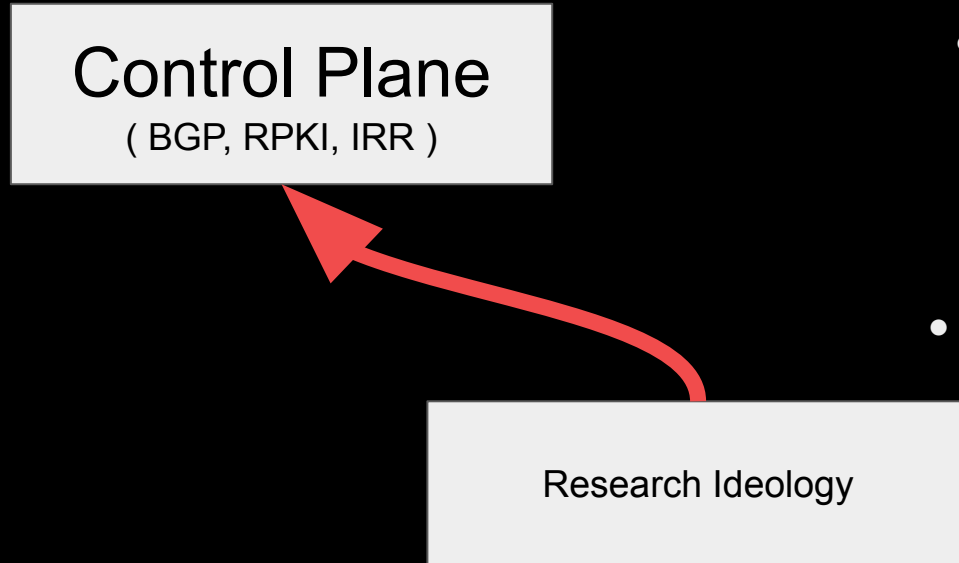 Control Plane
( BGP, RPKI, IRR )
Research Ideology